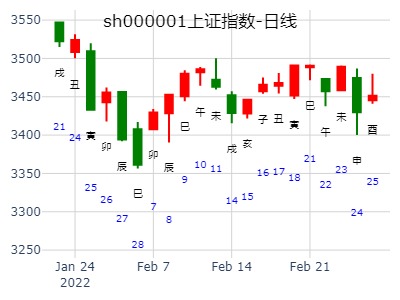 sh000001上证指数-日线
3550
3500
3450
3400
3350
3300
3250
戌 丑 寅 卯 辰 巳 卯 辰 巳 午 未 戌 亥 子 丑 寅 巳 午 未 申 酉
21 24 25 26 27 28 7 8 9 10 11 14 15 16 17 18 21 22 23 24 25
Jan 24 Feb 7 Feb 14 Feb 21
2022